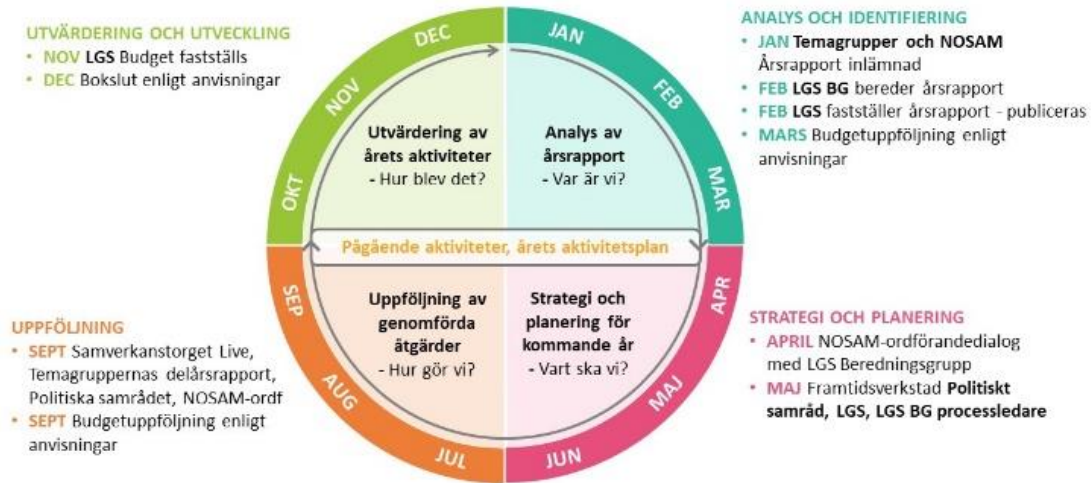 UTVÄRDERING OCH UTVECKLING
• NOV LGS Budget fastställs
• DEC Bokslut enligt anvisningar
ANALYS OCH IDENTIFIERING
• JAN Temagrupper och NOSAM
Årsrapport inlämnad
• FEB LGS BG bereder årsrapport
• FEB LGS fastställer årsrapport - publiceras
• MARS Budgetuppföljning enligt
anvisningar
DEC
JAN
NOV
FEB
OKT
MAR
Utvärdering av
årets aktiviteter
- Hur blev det?
Analys av
årsrapport
- Var är vi?
Pågående aktiviteter, årets aktivitetsplan
Uppföljning av
genomförda
åtgärder
- Hur gör vi?
Strategi och
planering för
kommande år
- Vart ska vi?
SEP
APR
AUG
MAJ
JUL
JUN
UPPFÖLJNING
• SEPT Samverkanstorget Live,
Temagruppernas delårsrapport,
Politiska samrådet, NOSAM-ordf
• SEPT Budgetuppföljning enligt
anvisningar
STRATEGI OCH PLANERING
• APRIL NOSAM-ordförandedialog
med LGS Beredningsgrupp
• MAJ Framtidsverkstad Politiskt
samråd, LGS, LGS BG processledare